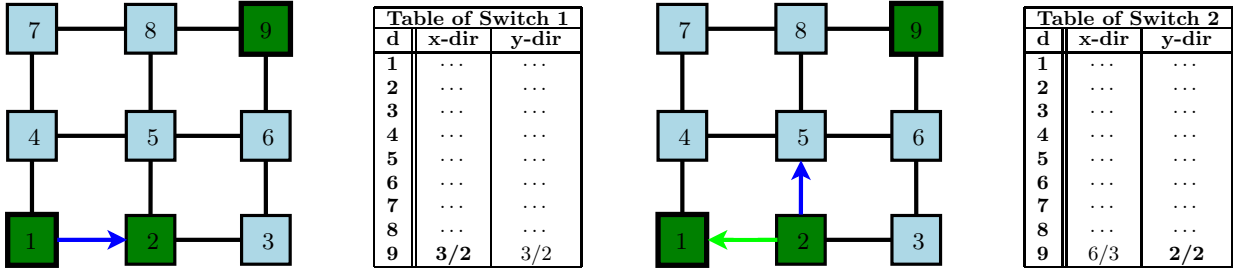 7 8 9
4 5 6
1 2 3
Table of Switch 1
d x-dir y-dir
1 ... ...
2 ... ...
3 ... ...
4 ... ...
5 ... ...
6 ... ...
7 ... ...
8 ... ...
9 3/2 3/2
7 8 9
4 5 6
1 2 3
Table of Switch 2
d x-dir y-dir
1 ... ...
2 ... ...
3 ... ...
4 ... ...
5 ... ...
6 ... ...
7 ... ...
8 ... ...
9 6/3 2/2